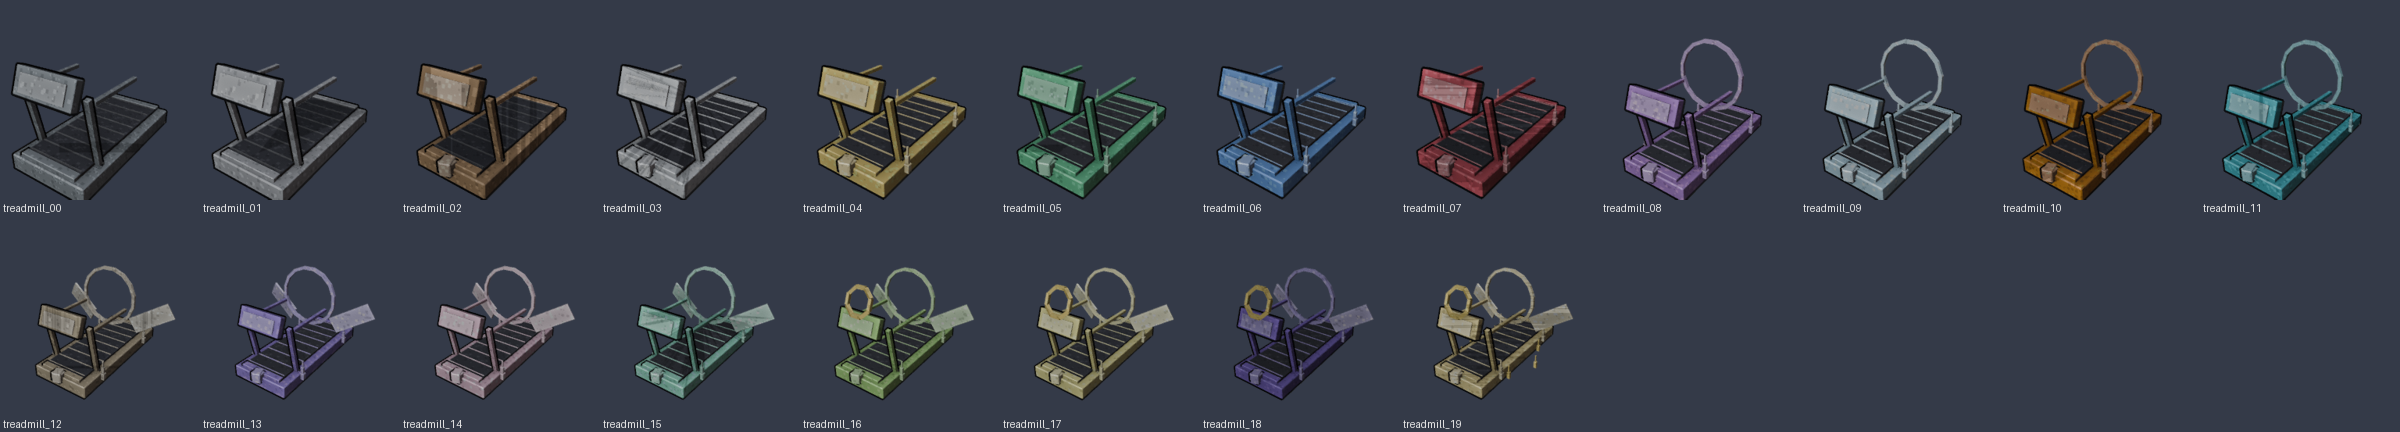 treadmill_00
treadmill_01
treadmill_02
treadmill_03
treadmill_04
treadmill_05
treadmill_06
treadmill_07
treadmill_08
treadmill_09
treadmill_10
treadmill_11
treadmill_12
treadmill_13
treadmill_14
treadmill_15
treadmill_16
treadmill_17
treadmill_18
treadmill_19